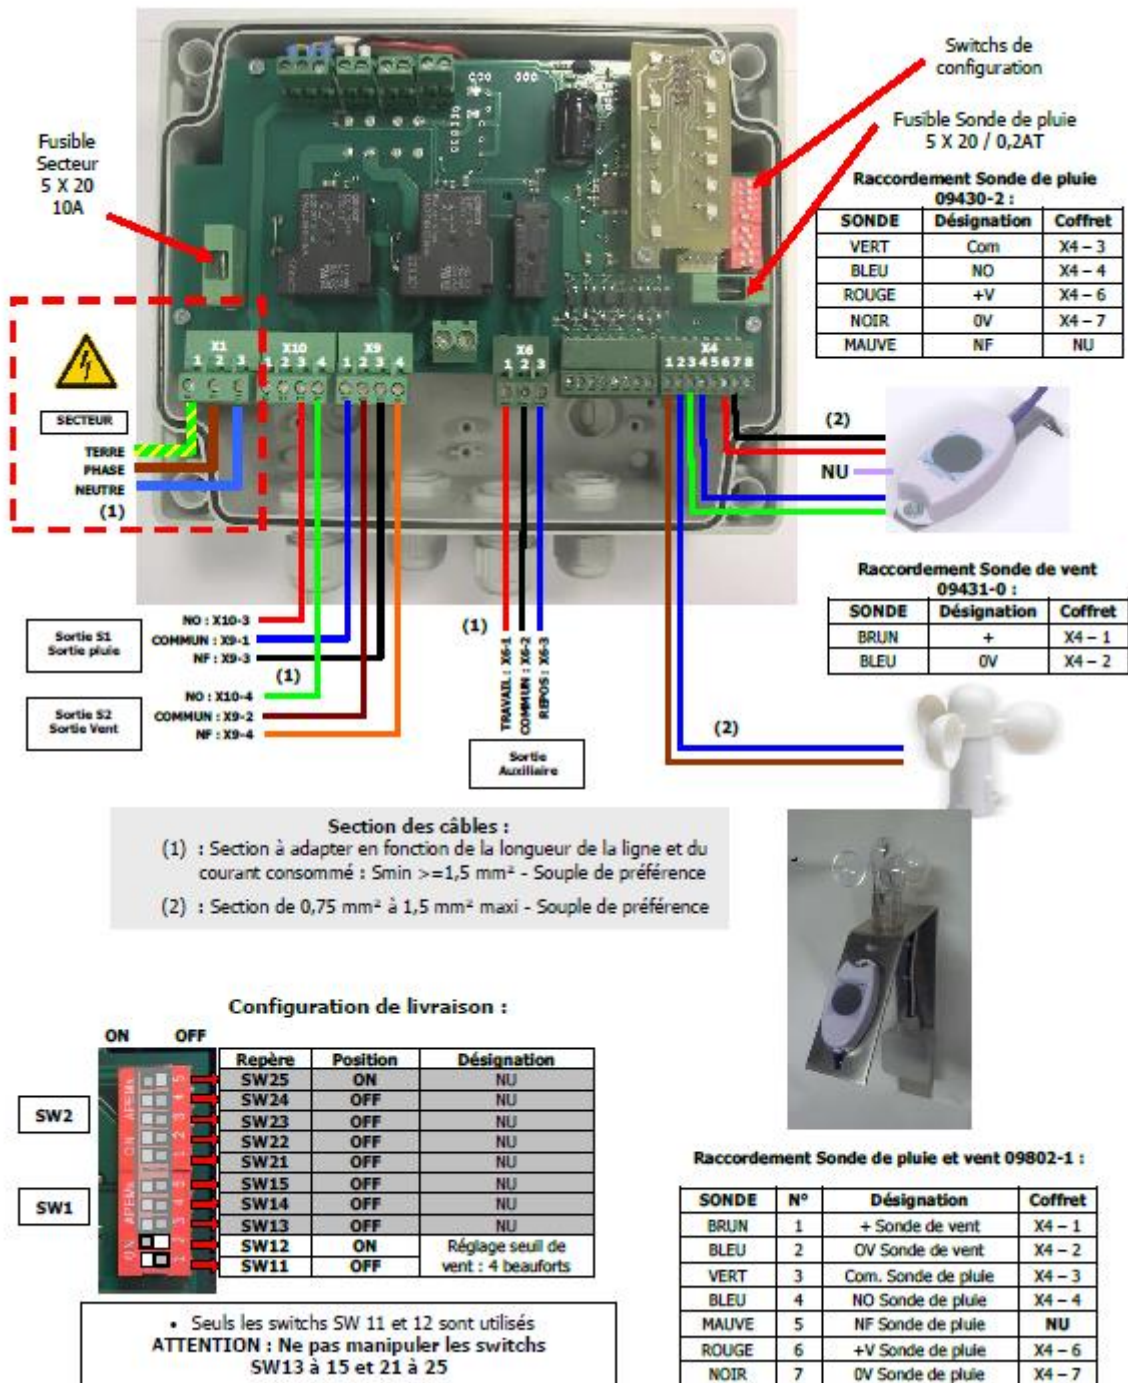 Switchs de
configuration
Fusible Sonde de pluie
5 X 20 / 0,2AT
Fusible
Secteur
5 X 20
10A
Raccordement Sonde de pluie
09430-2 :
SONDE Désignation Coffret
VERT Com X4 – 3
BLEU NO X4 – 4
ROUGE +V X4 – 6
NOIR 0V X4 – 7
MAUVE NF NU
X1
1 2 3
X10
1 2 3 4
X9
1 2 3 4
X6
1 2 3
X4
1 2 3 4 5 6 7 8
SECTEUR
TERRE
PHASE
NEUTRE
(1)
(2)
NU
Raccordement Sonde de vent
09431-0 :
SONDE Désignation Coffret
BRUN + X4 – 1
BLEU 0V X4 – 2
Sortie S1
Sortie pluie
NO : X10-3
COMMUN : X9-1
NF : X9-3
(1)
Sortie S2
Sortie Vent
NO : X10-4
COMMUN : X9-2
NF : X9-4
(1)
TRAVAIL : X6-1
COMMUN : X6-2
REPOS : X6-3
Sortie
Auxiliaire
(2)
Section des câbles :
(1) : Section à adapter en fonction de la longueur de la ligne et du
courant consommé : Smin >=1,5 mm² - Souple de préférence
(2) : Section de 0,75 mm² à 1,5 mm² maxi - Souple de préférence
Configuration de livraison :
ON OFF
SW2
SW1
Repère Position Désignation
SW25 ON NU
SW24 OFF NU
SW23 OFF NU
SW22 OFF NU
SW21 OFF NU
SW15 OFF NU
SW14 OFF NU
SW13 OFF NU
SW12 ON Réglage seuil de
SW11 OFF vent : 4 beauforts
ON APEM
1 2 3 4 5
ON APEM
1 2 3 4 5
• Seuls les switchs SW 11 et 12 sont utilisés
ATTENTION : Ne pas manipuler les switchs
SW13 à 15 et 21 à 25
Raccordement Sonde de pluie et vent 09802-1 :
SONDE N° Désignation Coffret
BRUN 1 + Sonde de vent X4 – 1
BLEU 2 0V Sonde de vent X4 – 2
VERT 3 Com. Sonde de pluie X4 – 3
BLEU 4 NO Sonde de pluie X4 – 4
MAUVE 5 NF Sonde de pluie NU
ROUGE 6 +V Sonde de pluie X4 – 6
NOIR 7 0V Sonde de pluie X4 – 7